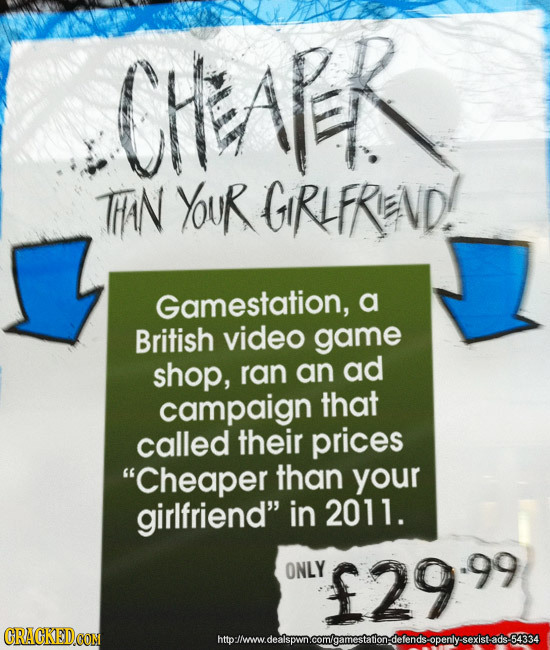 CHEAPER
THAN YOUR GIRLFRIEND!
Gamestation, a
British video game
shop, ran an ad
campaign that
called their prices
“Cheaper than your
girlfriend” in 2011.
ONLY £29.99
CRACKED.COM
http://www.dealspwn.com/gamestation-defends-openly-sexist-ads-54334